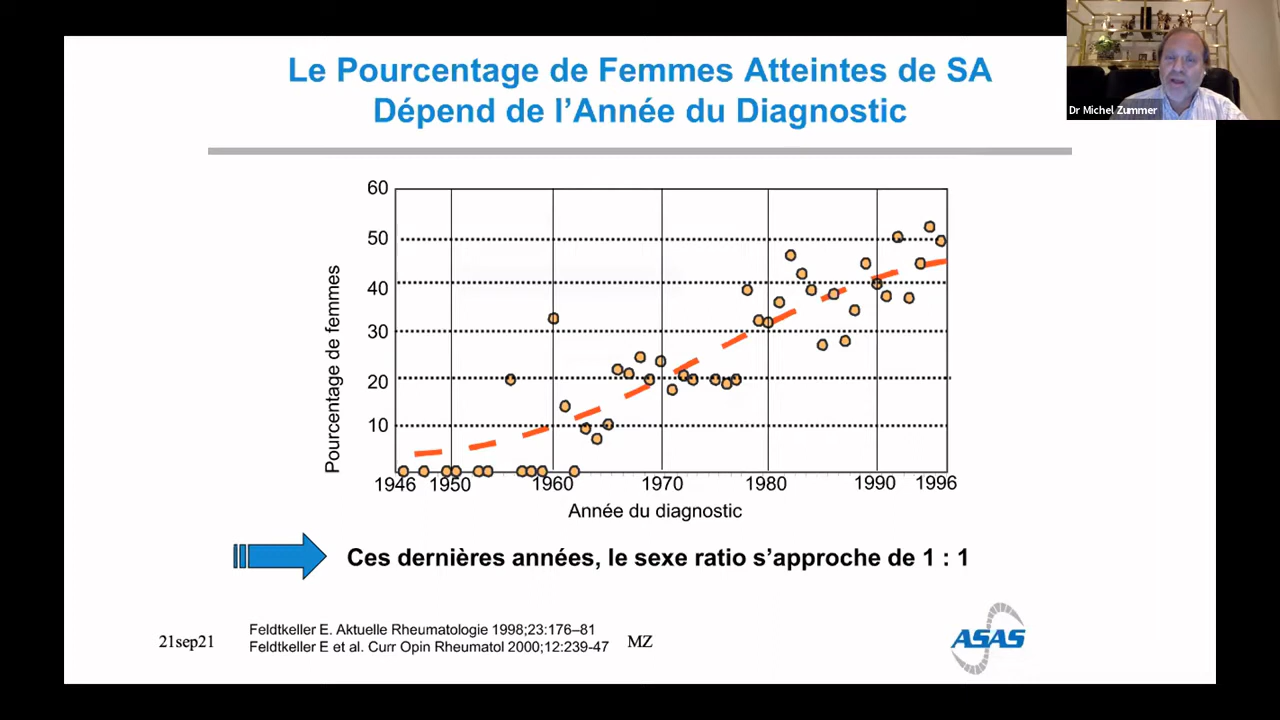 Le Pourcentage de Femmes Atteintes de SA
Dépend de l'Année du Diagnostic
Dr Michel Zummer
60
50
40
30
20
10
Pourcentage de femmes
1946 1950 1960 1970 1980 1990 1996
Année du diagnostic
Ces dernières années, le sexe ratio s'approche de 1 : 1
21sep21
Feldtkeller E. Aktuelle Rheumatologie 1998;23:176–81
Feldtkeller E et al. Curr Opin Rheumatol 2000;12:239-47
MZ
ASAS